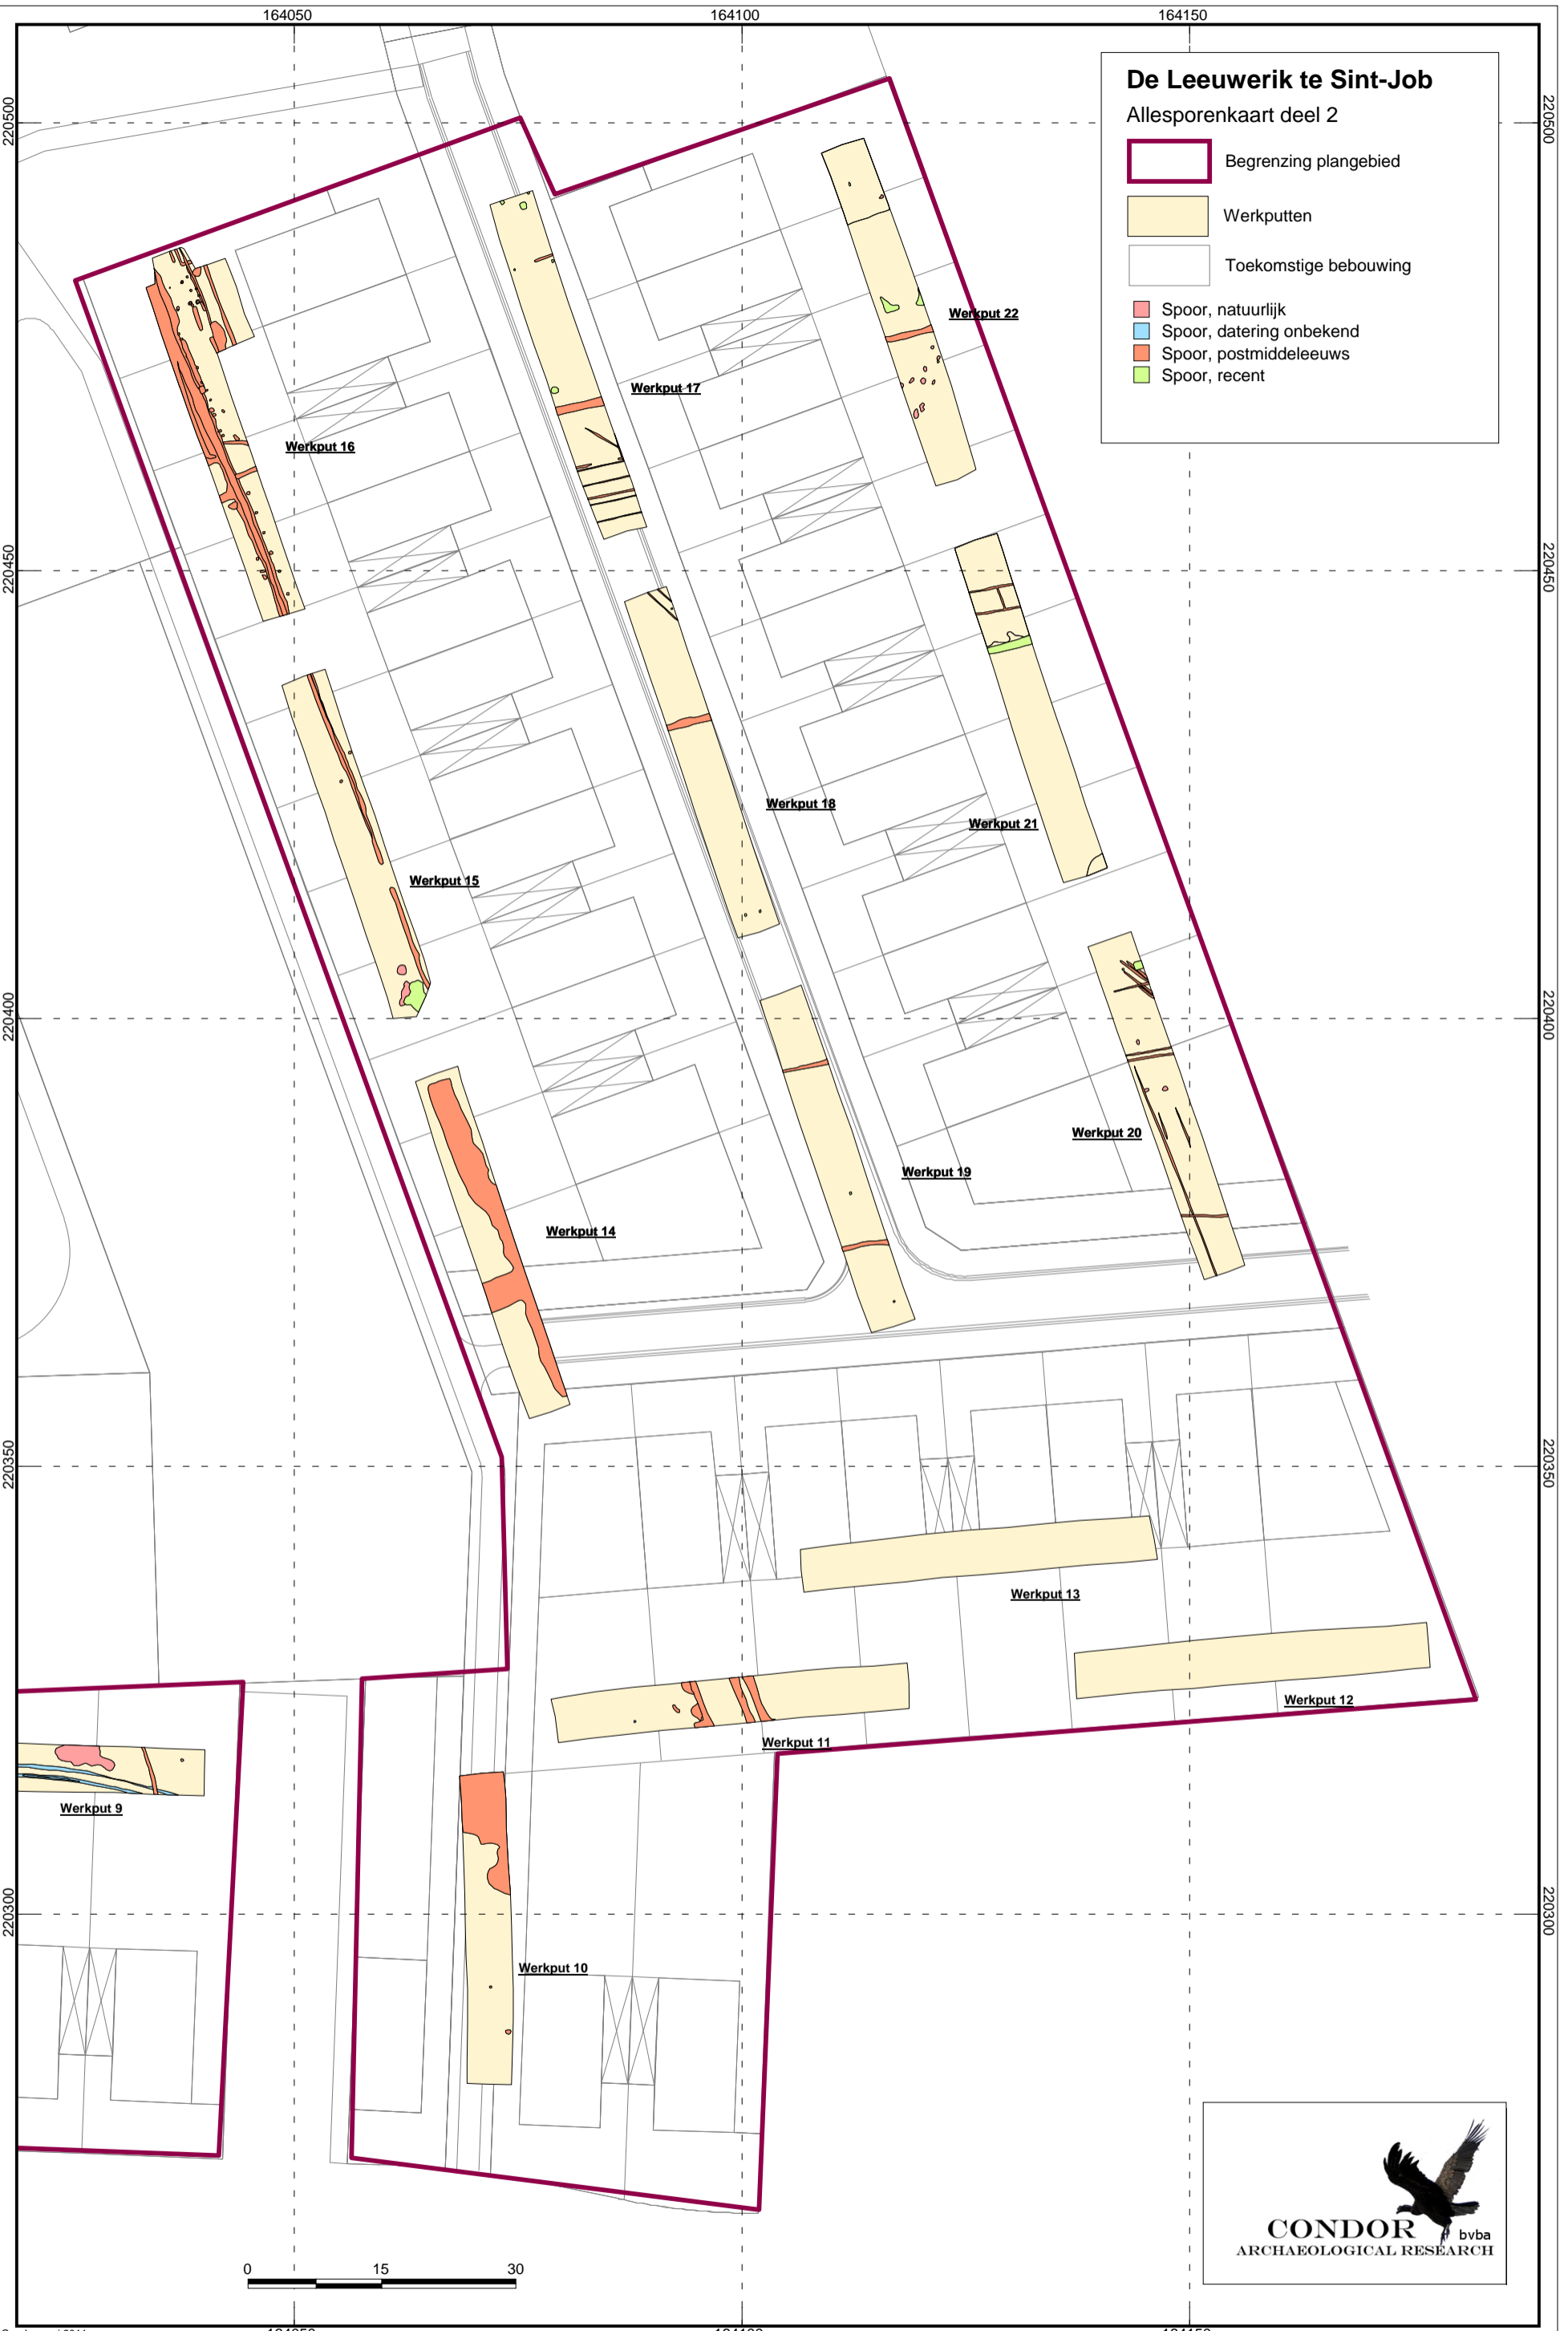 164050 164100 164150
De Leeuwerik te Sint-Job
Allesporenkaart deel 2
Begrenzing plangebied
Werkputten
Toekomstige bebouwing
Spoor, natuurlijk
Spoor, datering onbekend
Spoor, postmiddeleeuws
Spoor, recent
220500 220500
Werkput 22
Werkput 17
Werkput 16
220450 220450
Werkput 18
Werkput 21
Werkput 15
220400 220400
Werkput 20
Werkput 19
Werkput 14
220350 220350
Werkput 13
Werkput 12
Werkput 11
Werkput 9
220300 220300
Werkput 10
0 15 30
CONDOR bvba
ARCHAEOLOGICAL RESEARCH